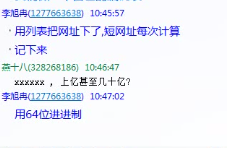 李旭冉(1277663638) 10:45:57
· 用列表把网址下了,短网址每次计算
· 记下来
燕十八(328268186) 10:46:47
xxxxxx ，上亿甚至几十亿?
李旭冉(1277663638) 10:47:02
用64位进进制